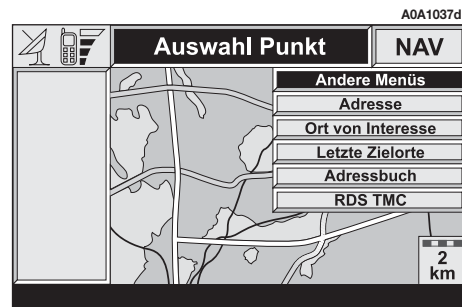 A0A1037d
Auswahl Punkt
NAV
Andere Menüs
Adresse
Ort von Interesse
Letzte Zielorte
Adressbuch
RDS TMC
2
km